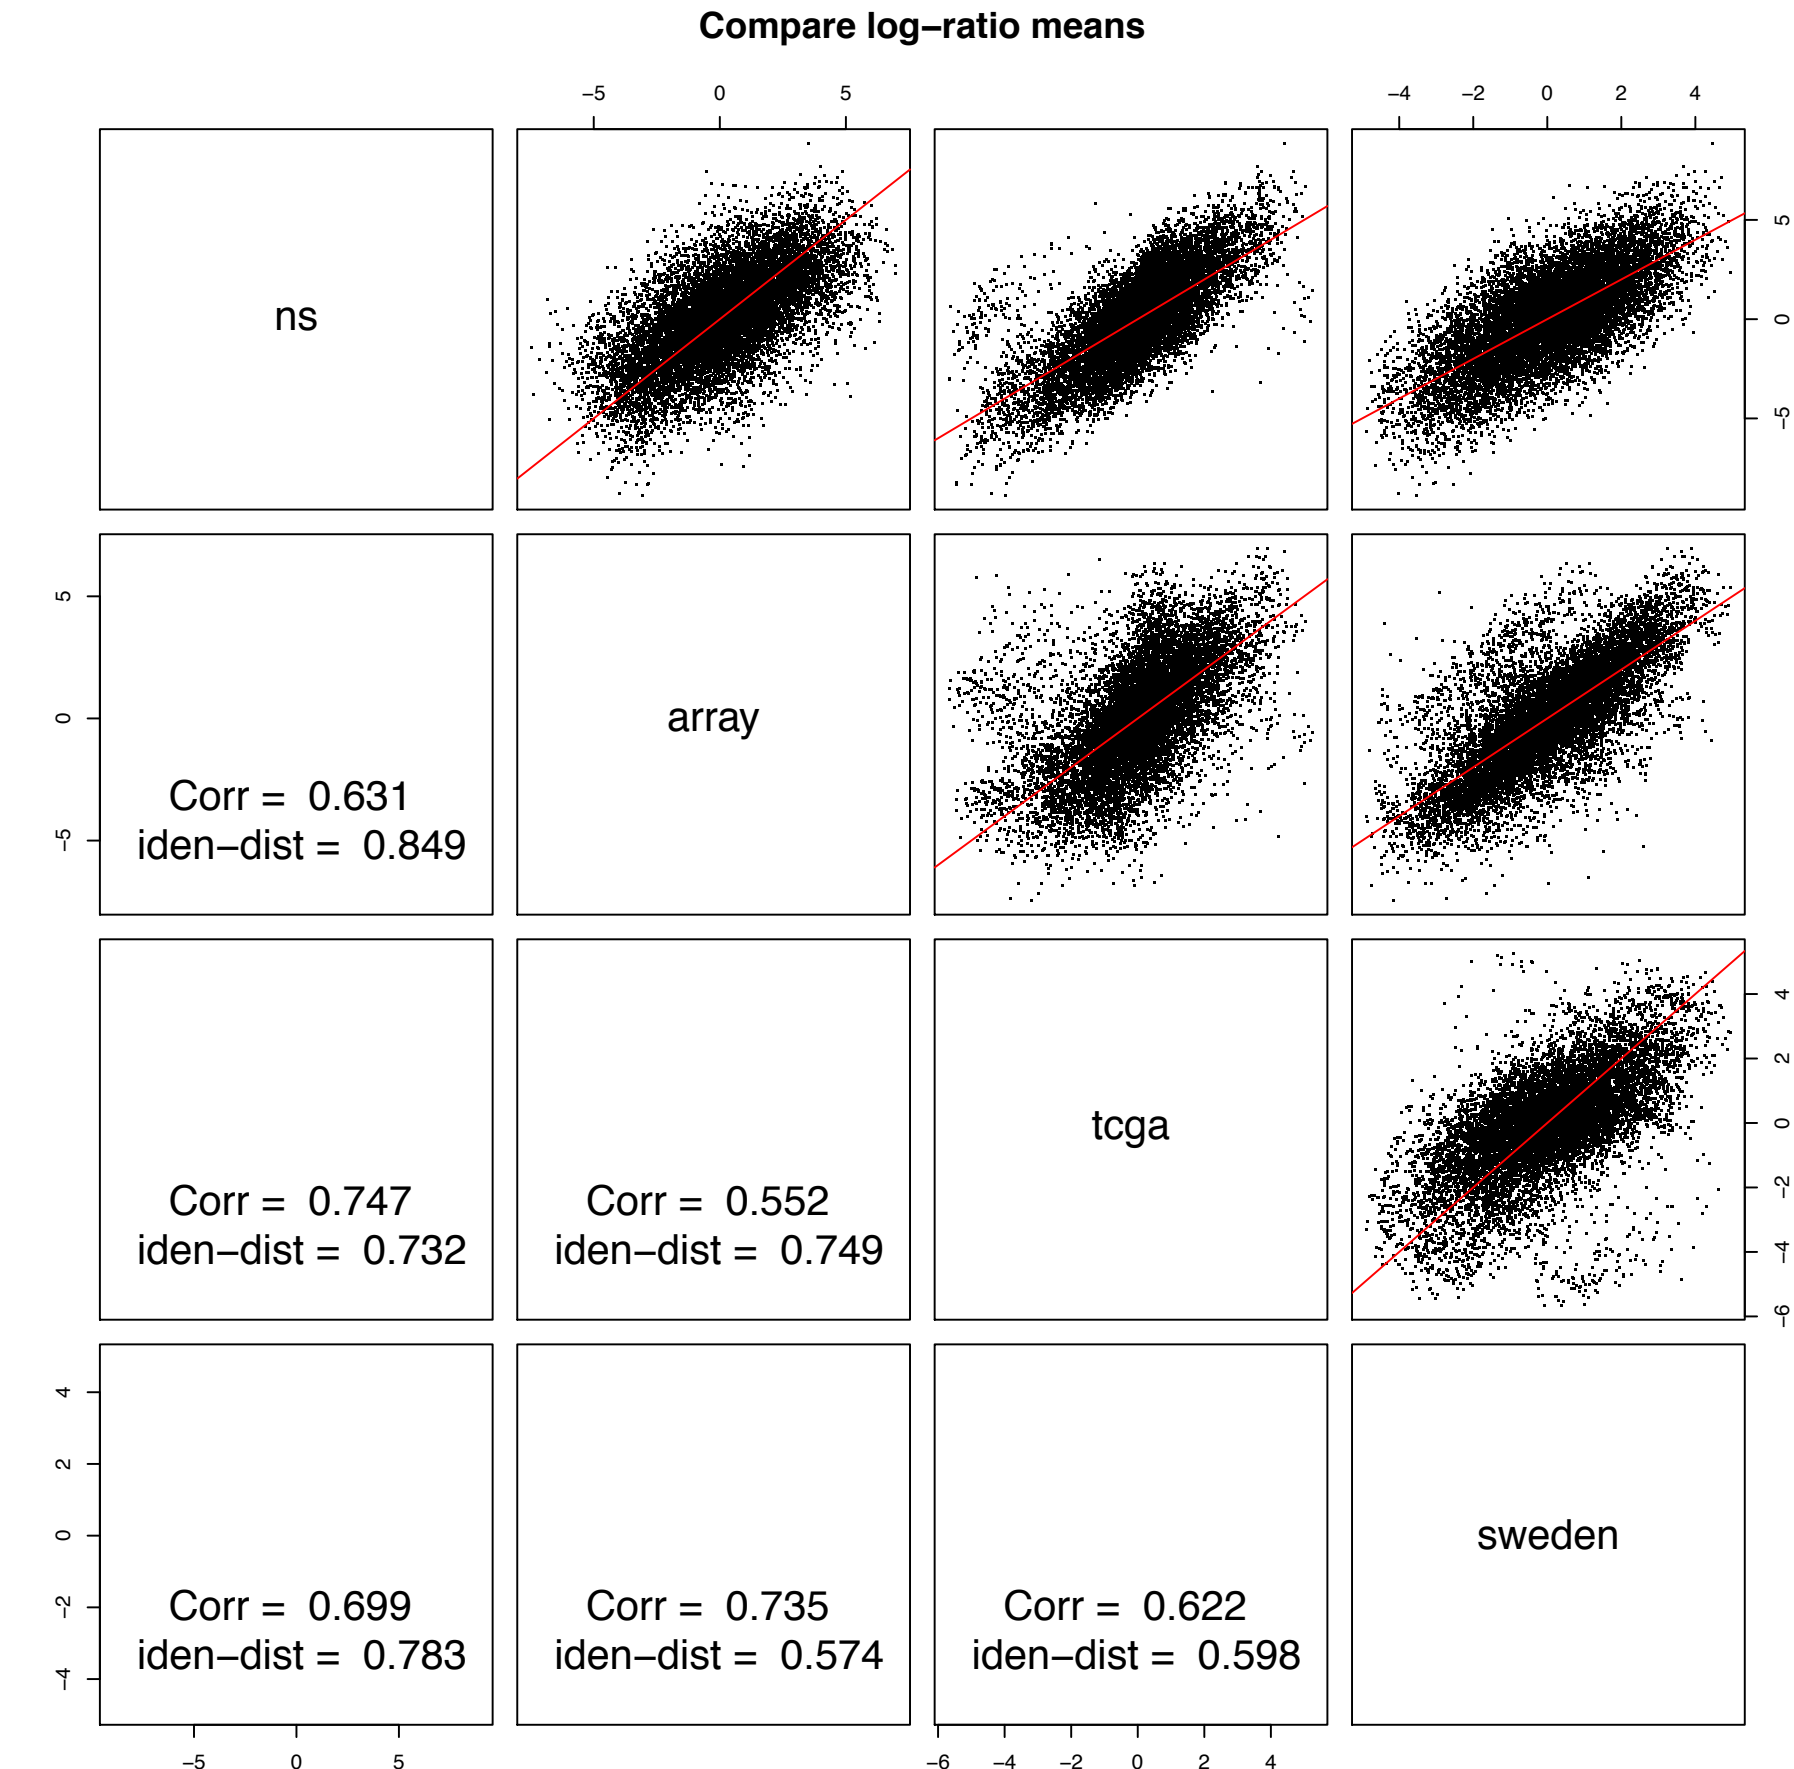 Compare log−ratio means
−5 0 5
−4 −2 0 2 4
ns
−5 0 5
−5 0 5
Corr = 0.631
iden−dist = 0.849
array
Corr = 0.747
iden−dist = 0.732
Corr = 0.552
iden−dist = 0.749
tcga
−6 −4 −2 0 2 4
−4 −2 0 2 4
Corr = 0.699
iden−dist = 0.783
Corr = 0.735
iden−dist = 0.574
Corr = 0.622
iden−dist = 0.598
sweden
−5 0 5
−6 −4 −2 0 2 4